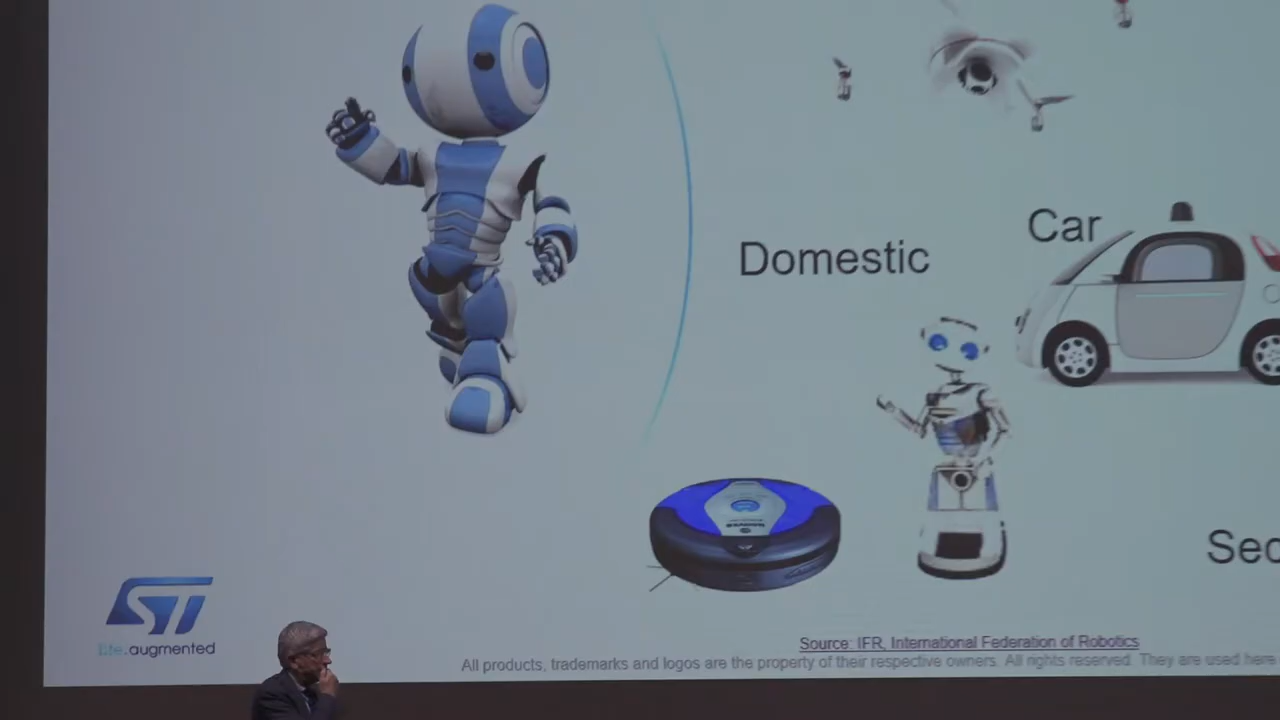 Car
Domestic
Sec
ST
life.augmented
Source: IFR, International Federation of Robotics
All products, trademarks and logos are the property of their respective owners. All rights reserved. They are used here